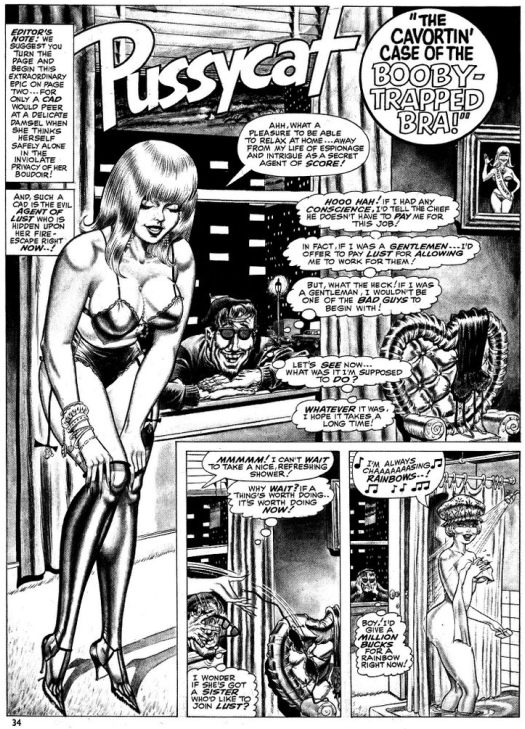 EDITOR'S
NOTE: WE
SUGGEST YOU
TURN THE
PAGE AND
BEGIN THIS
EXTRAORDINARY
EPIC ON PAGE
TWO... FOR
ONLY A CAD
WOULD PEER
AT A DELICATE
DAMSEL WHEN
SHE THINKS
HERSELF
SAFELY ALONE
IN THE
INVIOLATE
PRIVACY OF HER
BOUDOIR!
AND, SUCH A
CAD IS THE EVIL
AGENT OF
LUST WHO IS
HIDDEN UPON
HER FIRE-
ESCAPE RIGHT
NOW..!
Pussycat
"THE
CAVORTIN'
CASE OF THE
BOOBY-
TRAPPED
BRA!"
AHH, WHAT A
PLEASURE TO BE ABLE
TO RELAX AT HOME...AWAY
FROM MY LIFE OF ESPIONAGE
AND INTRIGUE AS A SECRET
AGENT OF SCORE!
HOOO HAH! IF I HAD ANY
CONSCIENCE, I'D TELL THE CHIEF
HE DOESN'T HAVE TO PAY ME FOR
THIS JOB!
IN FACT, IF I WAS A GENTLEMEN...I'D
OFFER TO PAY LUST FOR ALLOWING
ME TO WORK FOR THEM!
BUT, WHAT THE HECK! IF I WAS
A GENTLEMAN, I WOULDN'T BE
ONE OF THE BAD GUYS TO
BEGIN WITH!
LET'S SEE NOW...
WHAT WAS IT I'M SUPPOSED
TO DO?
WHATEVER IT WAS,
I HOPE IT TAKES A
LONG TIME!
MMMMM! I CAN'T WAIT
TO TAKE A NICE, REFRESHING
SHOWER!
WHY WAIT? IF A
THING'S WORTH DOING..
IT'S WORTH DOING
NOW!
I WONDER
IF SHE'S GOT
A SISTER
WHO'D LIKE TO
JOIN LUST?
I'M ALWAYS
CHAAAAAASING
RAINBOWS--!
BOY, I'D
GIVE A
MILLION
BUCKS
FOR A
RAINBOW
RIGHT NOW!
34